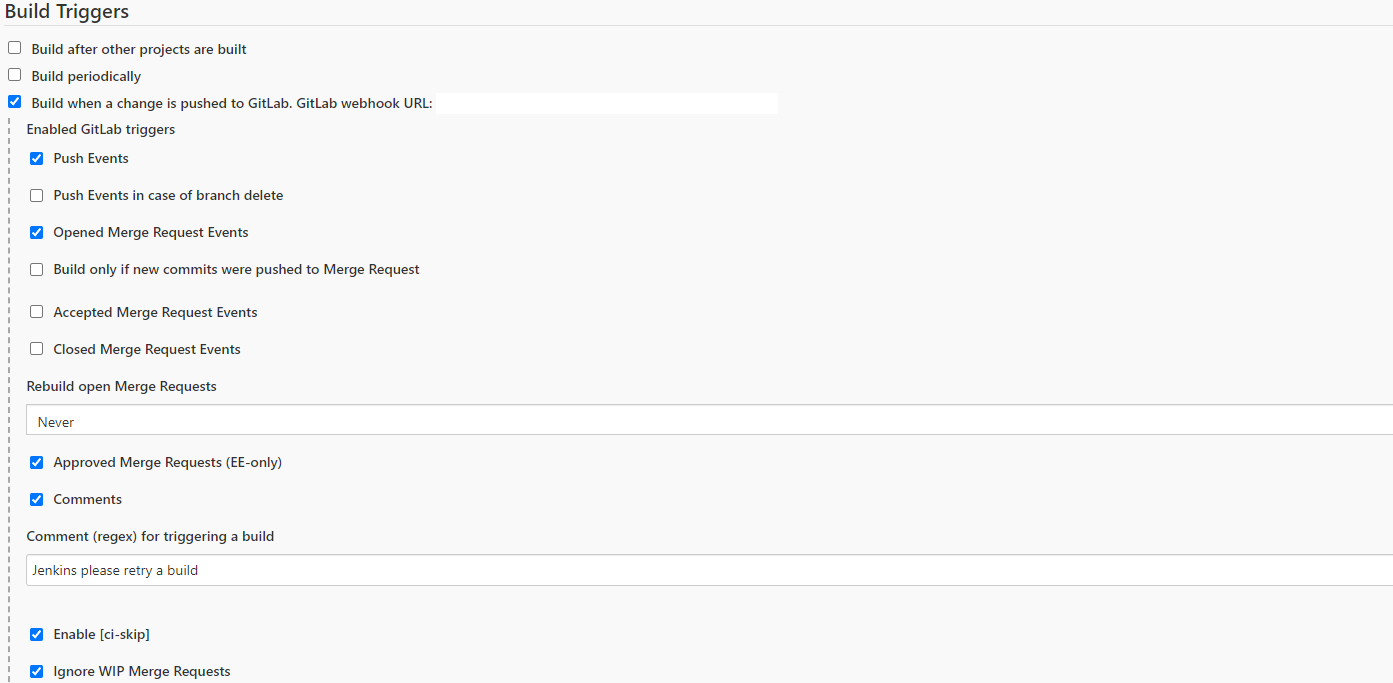 Build Triggers
Build after other projects are built
Build periodically
Build when a change is pushed to GitLab. GitLab webhook URL:
Enabled GitLab triggers
Push Events
Push Events in case of branch delete
Opened Merge Request Events
Build only if new commits were pushed to Merge Request
Accepted Merge Request Events
Closed Merge Request Events
Rebuild open Merge Requests
Never
Approved Merge Requests (EE-only)
Comments
Comment (regex) for triggering a build
Jenkins please retry a build
Enable [ci-skip]
Ignore WIP Merge Requests